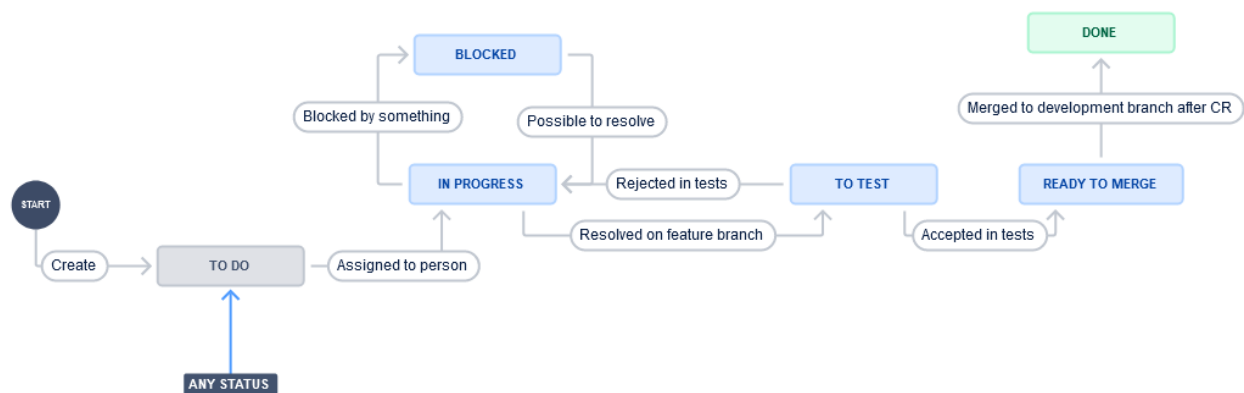 DONE
BLOCKED
Merged to development branch after CR
Blocked by something
Possible to resolve
IN PROGRESS
Rejected in tests
TO TEST
READY TO MERGE
START
Resolved on feature branch
Accepted in tests
Create
TO DO
Assigned to person
ANY STATUS